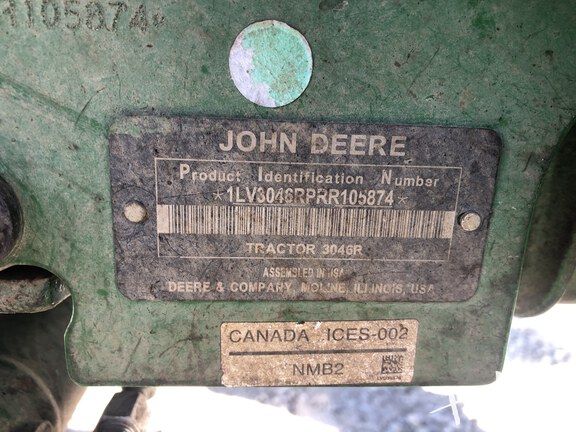 1105874*
JOHN DEERE
Product Identification Number
*1LV3046RPRR105874*
TRACTOR 3046R
ASSEMBLED IN USA
DEERE & COMPANY, MOLINE, ILLINOIS, USA
CANADA ICES-002
NMB2